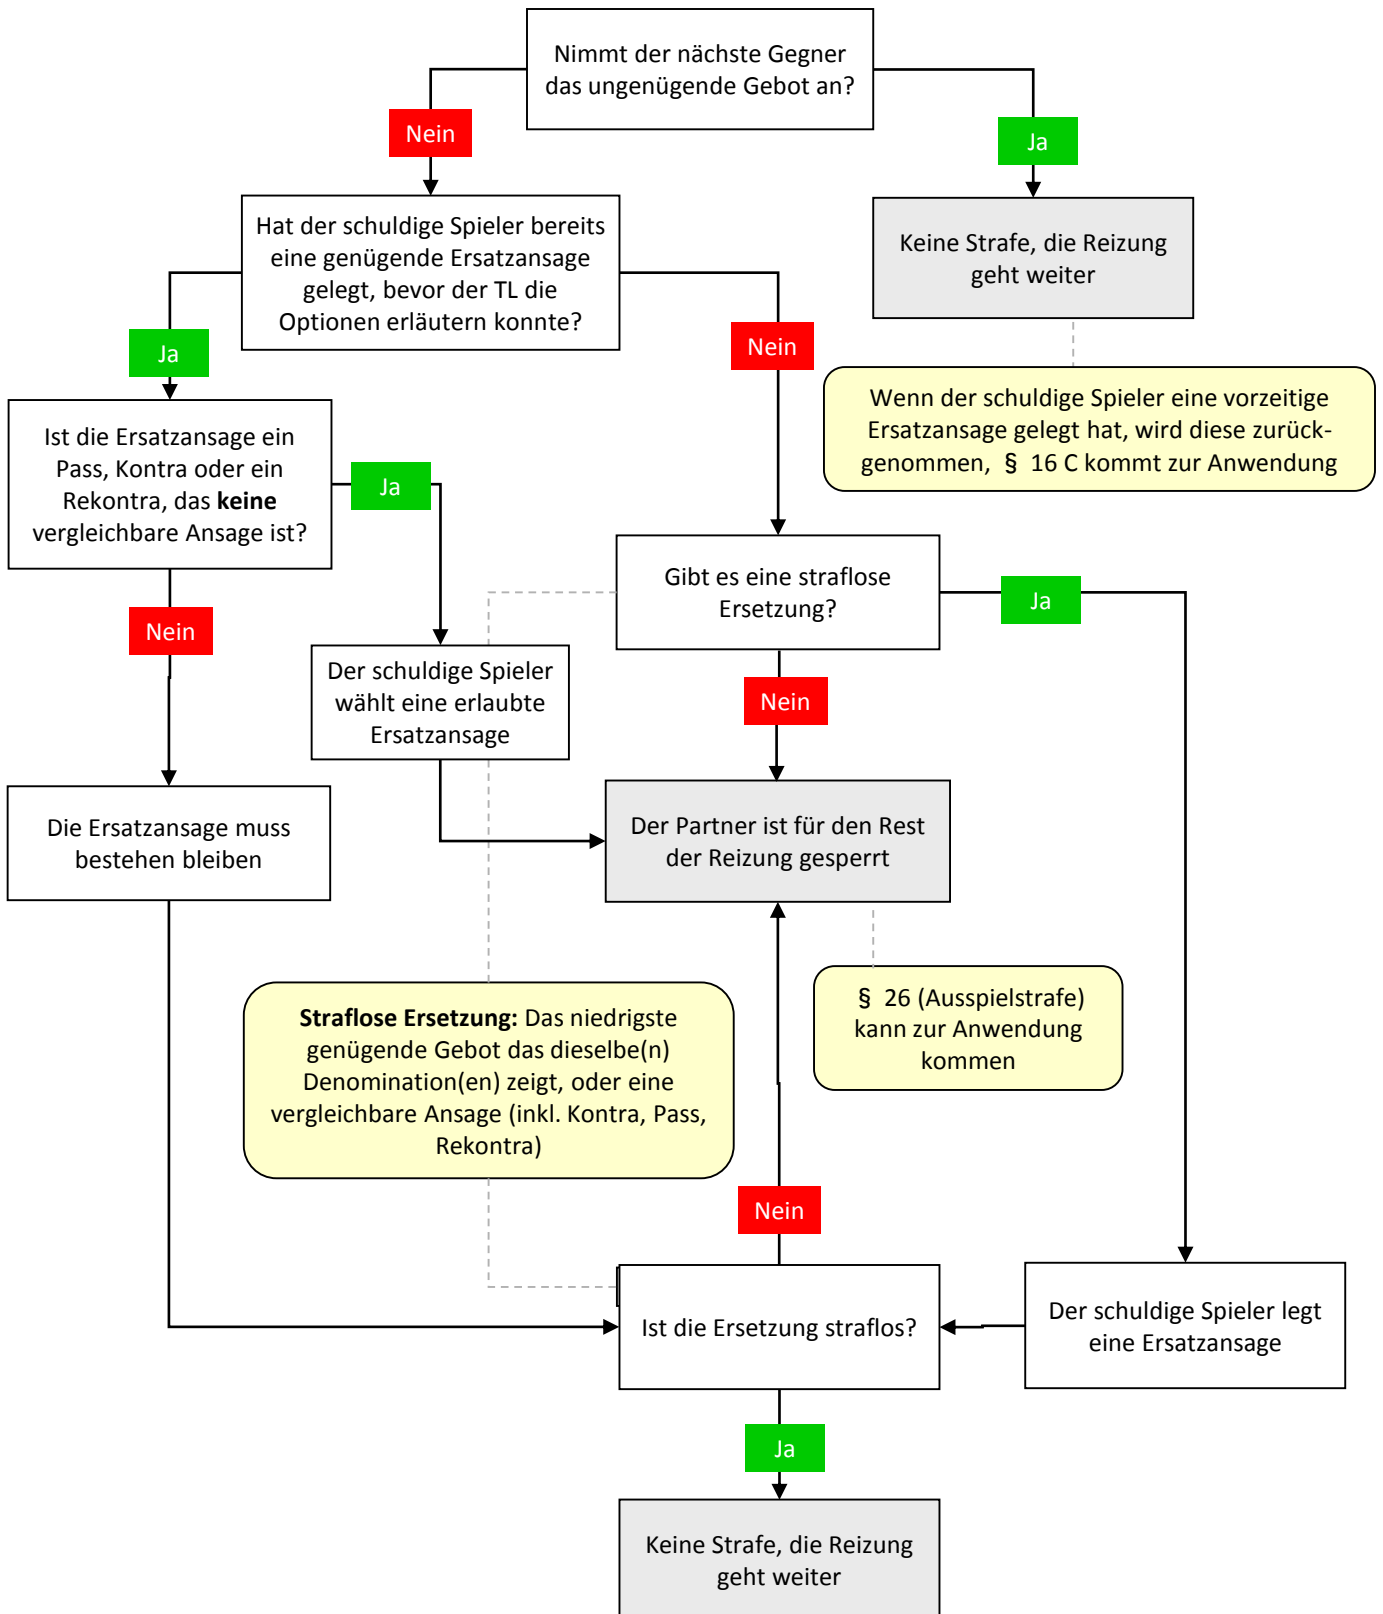 Nimmt der nächste Gegner
das ungenügende Gebot an?
Nein
Ja
Hat der schuldige Spieler bereits
eine genügende Ersatzansage
gelegt, bevor der TL die
Optionen erläutern konnte?
Keine Strafe, die Reizung
geht weiter
Ja
Nein
Wenn der schuldige Spieler eine vorzeitige
Ersatzansage gelegt hat, wird diese zurück-
genommen, § 16 C kommt zur Anwendung
Ist die Ersatzansage ein
Pass, Kontra oder ein
Rekontra, das keine
vergleichbare Ansage ist?
Ja
Gibt es eine straflose
Ersetzung?
Ja
Nein
Der schuldige Spieler
wählt eine erlaubte
Ersatzansage
Nein
Die Ersatzansage muss
bestehen bleiben
Der Partner ist für den Rest
der Reizung gesperrt
Straflose Ersetzung: Das niedrigste
genügende Gebot das dieselbe(n)
Denomination(en) zeigt, oder eine
vergleichbare Ansage (inkl. Kontra, Pass,
Rekontra)
§ 26 (Ausspielstrafe)
kann zur Anwendung
kommen
Nein
Ist die Ersetzung straflos?
Der schuldige Spieler legt
eine Ersatzansage
Ja
Keine Strafe, die Reizung
geht weiter